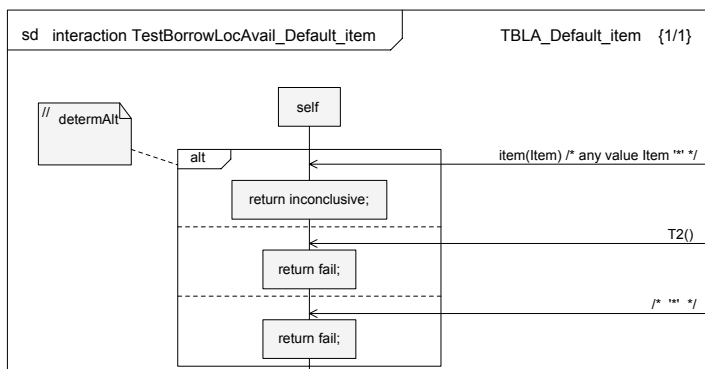 sd interaction TestBorrowLocAvail_Default_item
TBLA_Default_item {1/1}
// determAlt
self
alt
item(Item) /* any value Item '*' */
return inconclusive;
T2()
return fail;
/* '*' */
return fail;